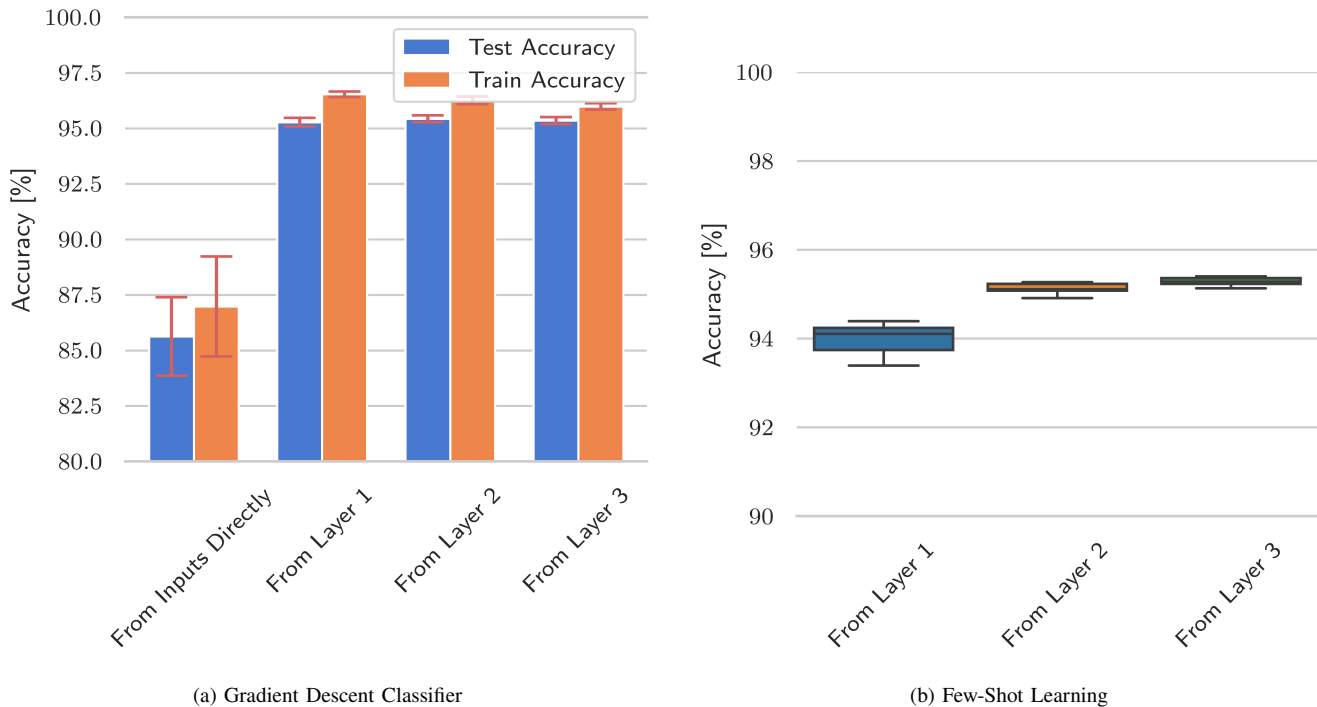 100.0
97.5
95.0
92.5
90.0
87.5
85.0
82.5
80.0
Accuracy [%]
Test Accuracy
Train Accuracy
From Inputs Directly
From Layer 1
From Layer 2
From Layer 3
(a) Gradient Descent Classifier
100
98
96
94
92
90
Accuracy [%]
From Layer 1
From Layer 2
From Layer 3
(b) Few-Shot Learning